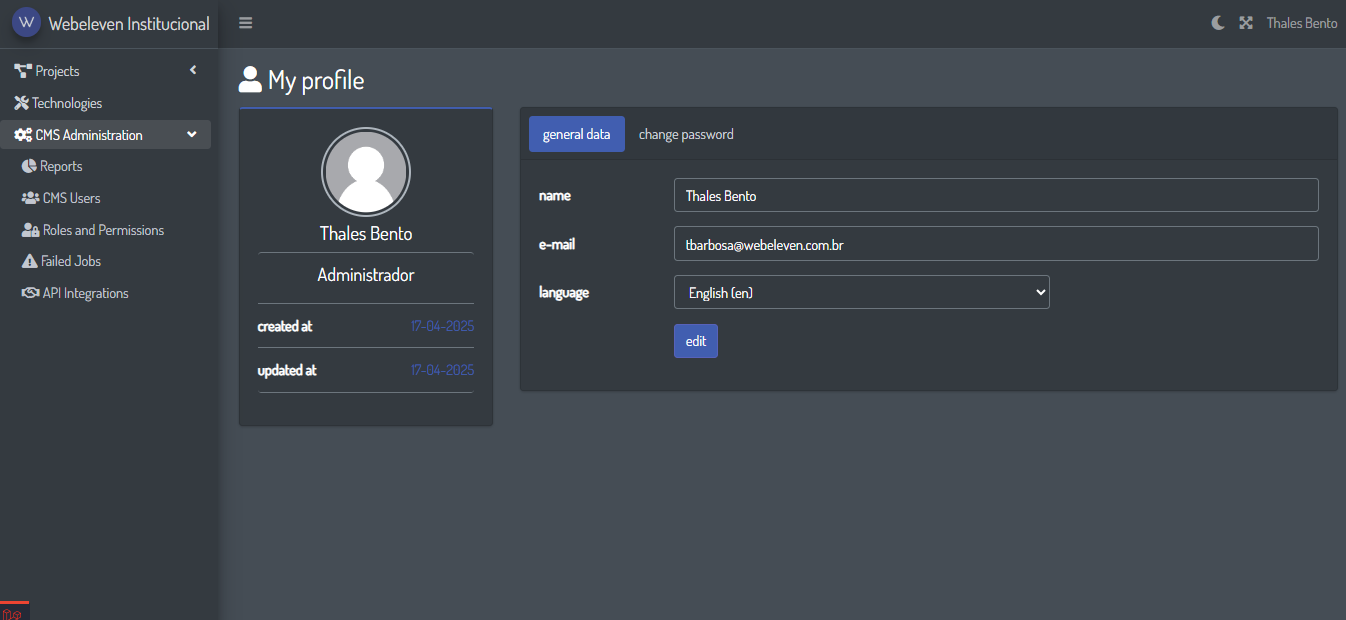 W Webeleven Institucional
Thales Bento
Projects
Technologies
CMS Administration
Reports
CMS Users
Roles and Permissions
Failed Jobs
API Integrations
My profile
Thales Bento
Administrador
created at 17-04-2025
updated at 17-04-2025
general data change password
name Thales Bento
e-mail tbarbosa@webeleven.com.br
language English (en)
edit